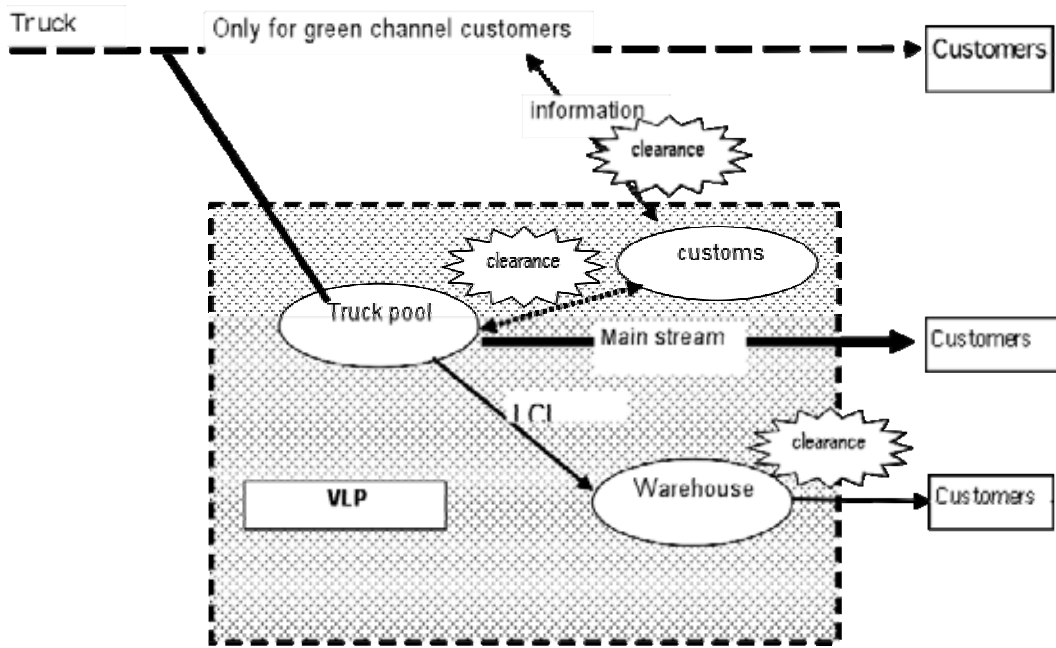 Truck
Only for green channel customers
Customers
information
clearance
customs
clearance
Truck pool
Main stream
Customers
clearance
Warehouse
VLP
Customers